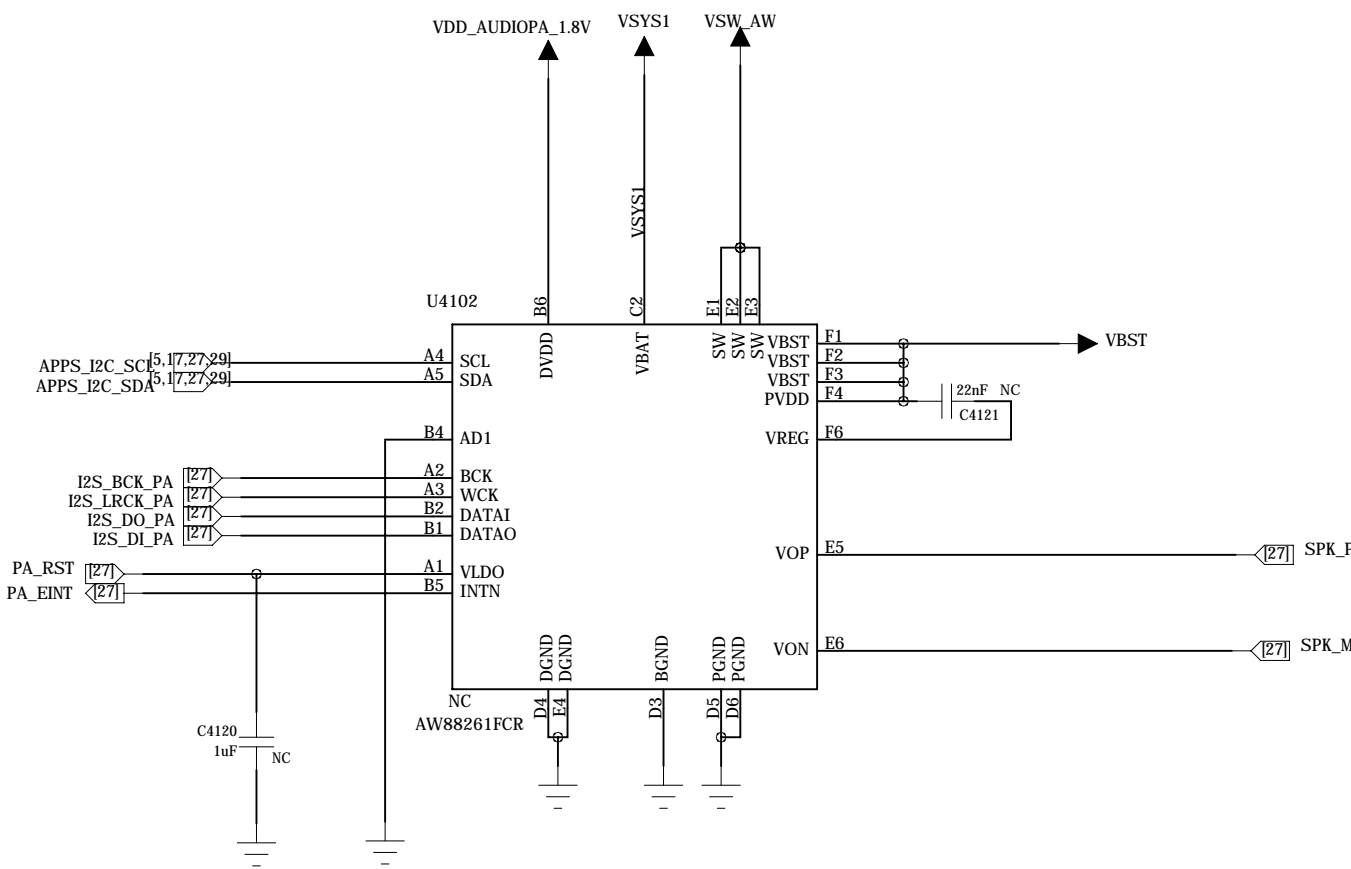 VDD_AUDIOPA_1.8V
VSYS1
VSW_AW
VSYS1
U4102
B6
C2
E1
E2
E3
DVDD
VBAT
SW
SW
SW
APPS_I2C_SCL [5,17,27,29] A4 SCL
APPS_I2C_SDA [5,17,27,29] A5 SDA
B4 AD1
I2S_BCK_PA [27] A2 BCK
I2S_LRCK_PA [27] A3 WCK
I2S_DO_PA [27] B2 DATAI
I2S_DI_PA [27] B1 DATAO
PA_RST [27] A1 VLDO
PA_EINT [27] B5 INTN
VBST F1 VBST
VBST F2
VBST F3
PVDD F4
22nF NC
C4121
VREG F6
VOP E5 [27] SPK_P
VON E6 [27] SPK_M
DGND
DGND
BGND
PGND
PGND
D4
E4
D3
D5
D6
NC
AW88261FCR
C4120
1uF NC